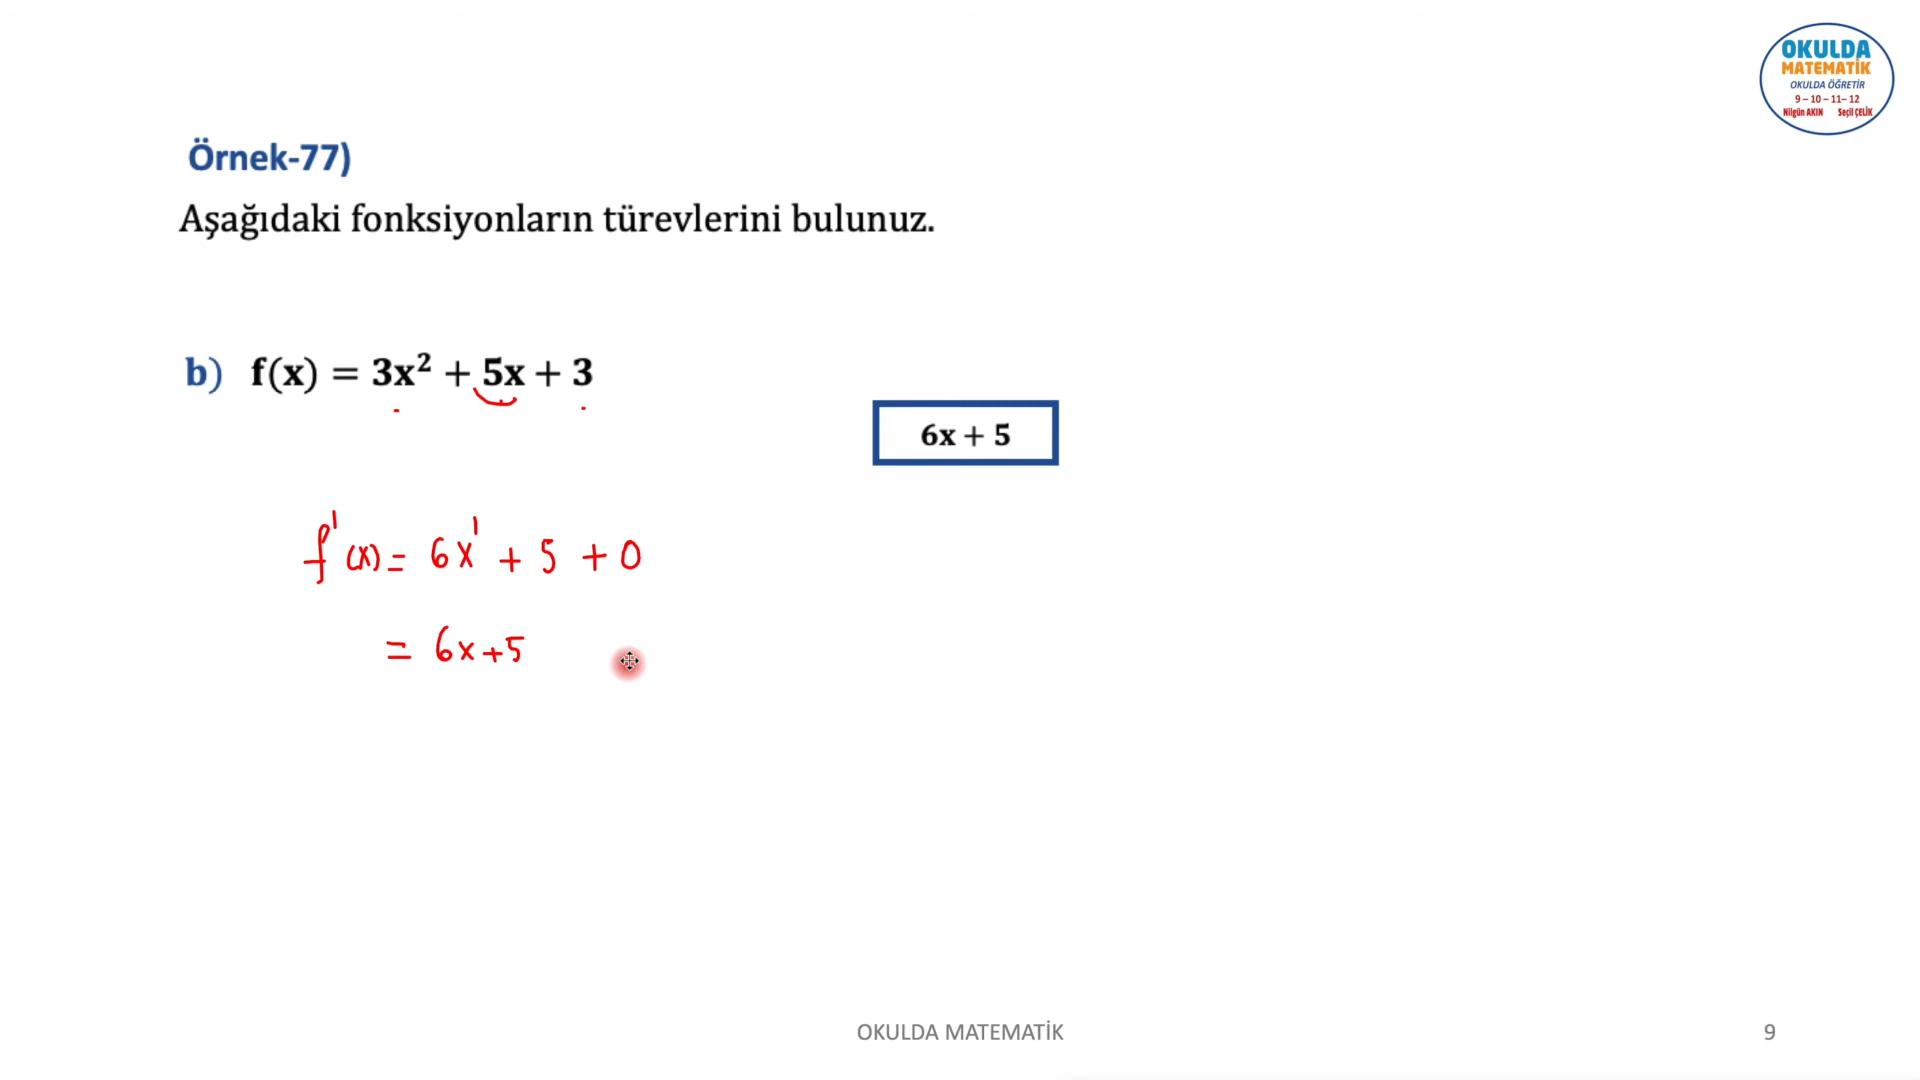 OKULDA
MATEMATİK
OKULDA ÖĞRETİR
9 – 10 – 11– 12
Nilgün AKIN Seçil ÇELİK
Örnek-77)
Aşağıdaki fonksiyonların türevlerini bulunuz.
b) f(x) = 3x² + 5x + 3
6x + 5
f'(x) = 6x¹ + 5 + 0
= 6x+5
OKULDA MATEMATİK
9